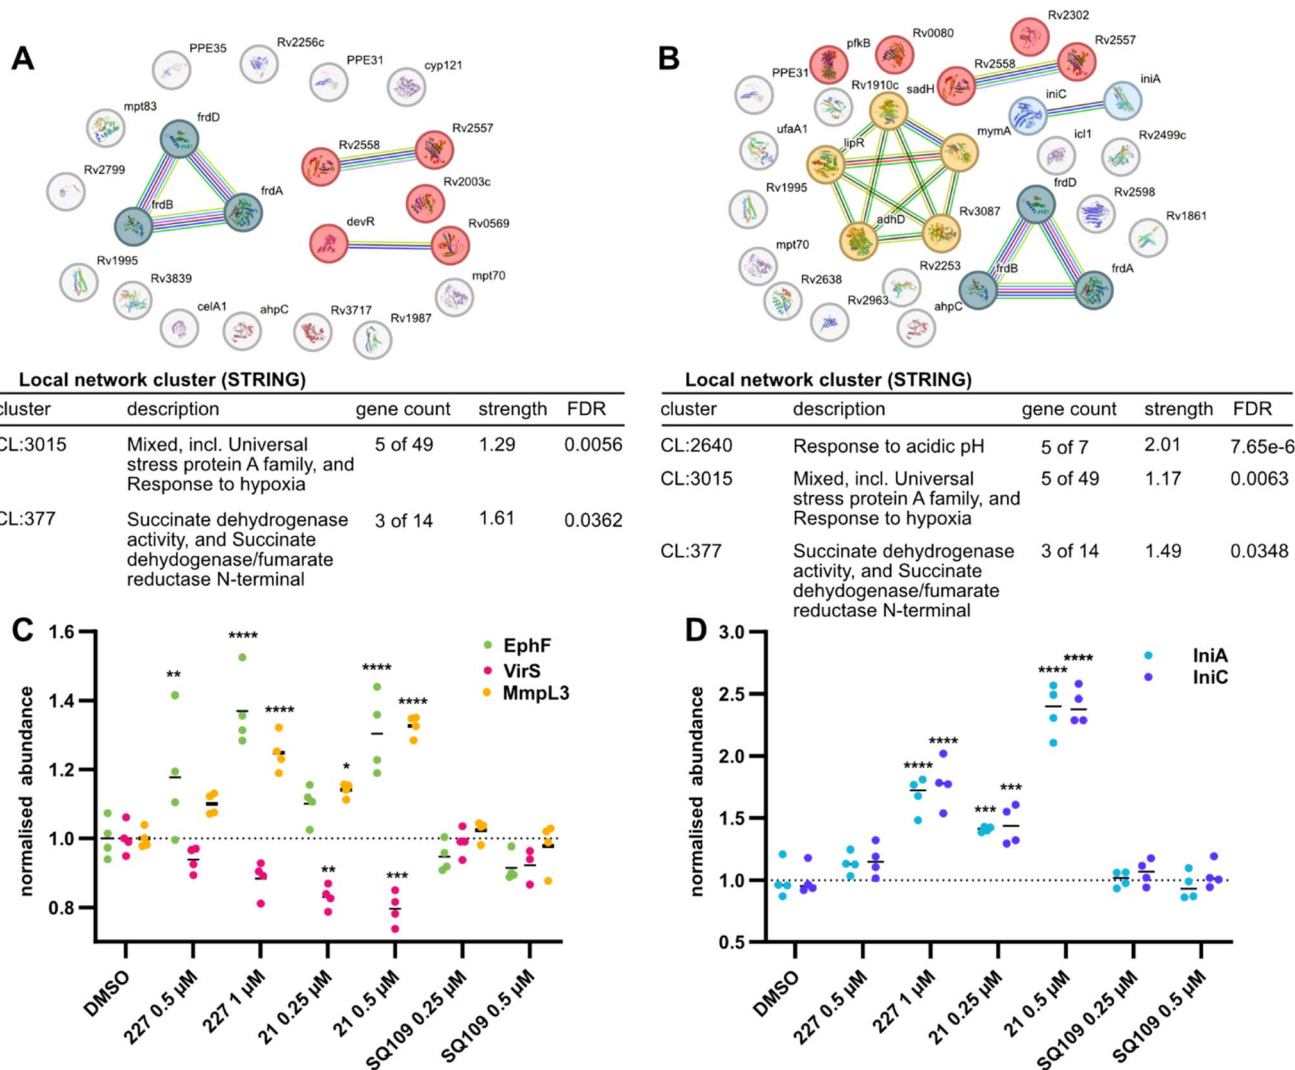 A
PPE35
Rv2256c
PPE31
cyp121
mpt83
frdD
Rv2558
Rv2557
Rv2799
frdB
frdA
Rv2003c
devR
Rv0569
Rv1995
Rv3839
celA1
ahpC
Rv3717
Rv1987
mpt70
Local network cluster (STRING)
cluster description gene count strength FDR
CL:3015 Mixed, incl. Universal 5 of 49 1.29 0.0056
stress protein A family, and
Response to hypoxia
CL:377 Succinate dehydrogenase 3 of 14 1.61 0.0362
activity, and Succinate
dehydogenase/fumarate
reductase N-terminal
B
pfkB
Rv0080
Rv2302
Rv2557
PPE31
Rv1910c
sadH
Rv2558
iniC
iniA
ufaA1
lipR
mymA
icl1
Rv2499c
Rv1995
adhD
Rv3087
frdD
Rv2598
Rv1861
mpt70
Rv2638
Rv2963
Rv2253
ahpC
frdB
frdA
Local network cluster (STRING)
cluster description gene count strength FDR
CL:2640 Response to acidic pH 5 of 7 2.01 7.65e-6
CL:3015 Mixed, incl. Universal 5 of 49 1.17 0.0063
stress protein A family, and
Response to hypoxia
CL:377 Succinate dehydrogenase 3 of 14 1.49 0.0348
activity, and Succinate
dehydogenase/fumarate
reductase N-terminal
C
normalised abundance
1.6
1.4
1.2
1.0
0.8
**
****
****
*
**
****
***
****
EphF
VirS
MmpL3
DMSO
227 0.5 µM
227 1 µM
21 0.25 µM
21 0.5 µM
SQ109 0.25 µM
SQ109 0.5 µM
D
normalised abundance
3.0
2.5
2.0
1.5
1.0
0.5
****
****
***
***
****
****
IniA
IniC
DMSO
227 0.5 µM
227 1 µM
21 0.25 µM
21 0.5 µM
SQ109 0.25 µM
SQ109 0.5 µM